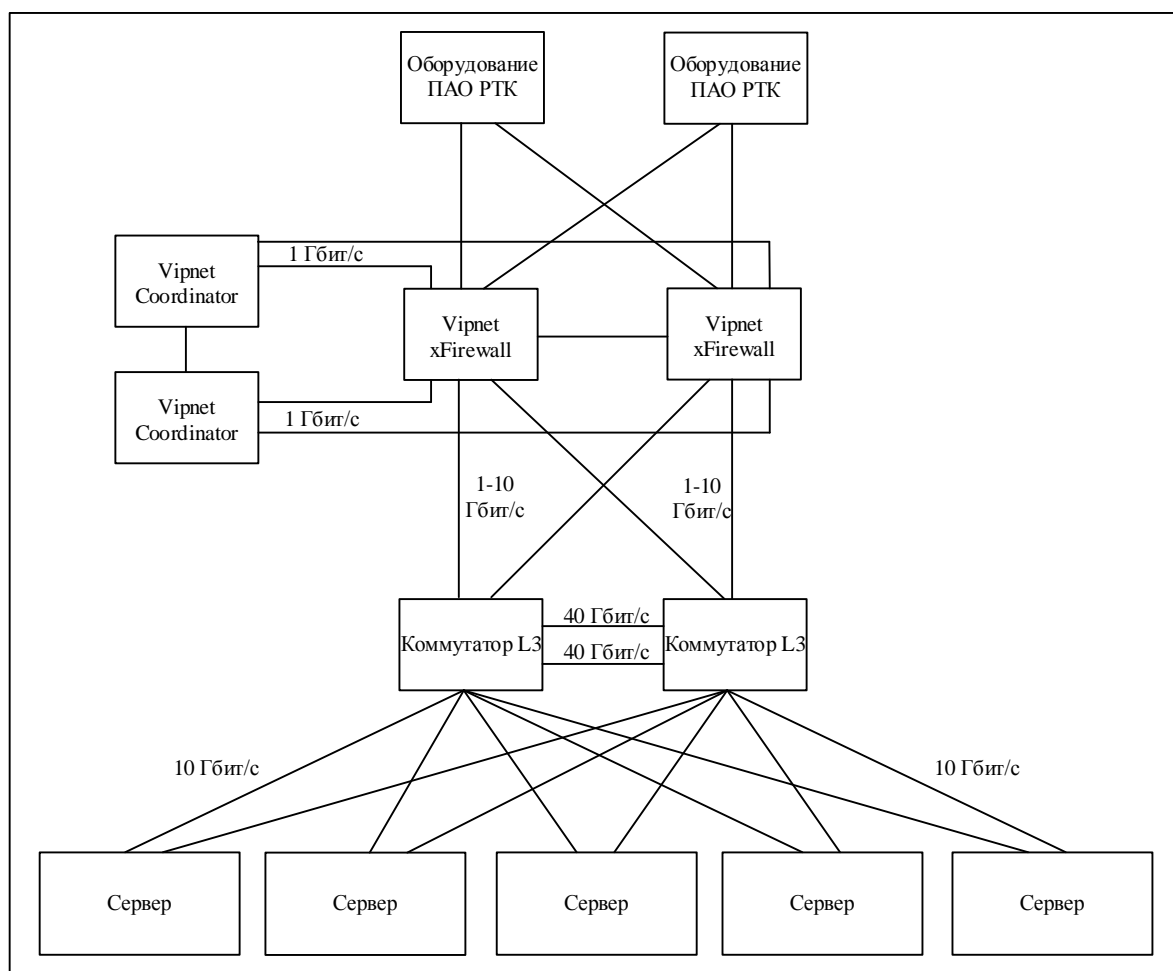 Оборудование
ПАО РТК
Оборудование
ПАО РТК
1 Гбит/с
Vipnet
Coordinator
Vipnet
xFirewall
Vipnet
xFirewall
Vipnet
Coordinator
1 Гбит/с
1-10
Гбит/с
1-10
Гбит/с
40 Гбит/с
Коммутатор L3
Коммутатор L3
40 Гбит/с
10 Гбит/с
10 Гбит/с
Сервер
Сервер
Сервер
Сервер
Сервер